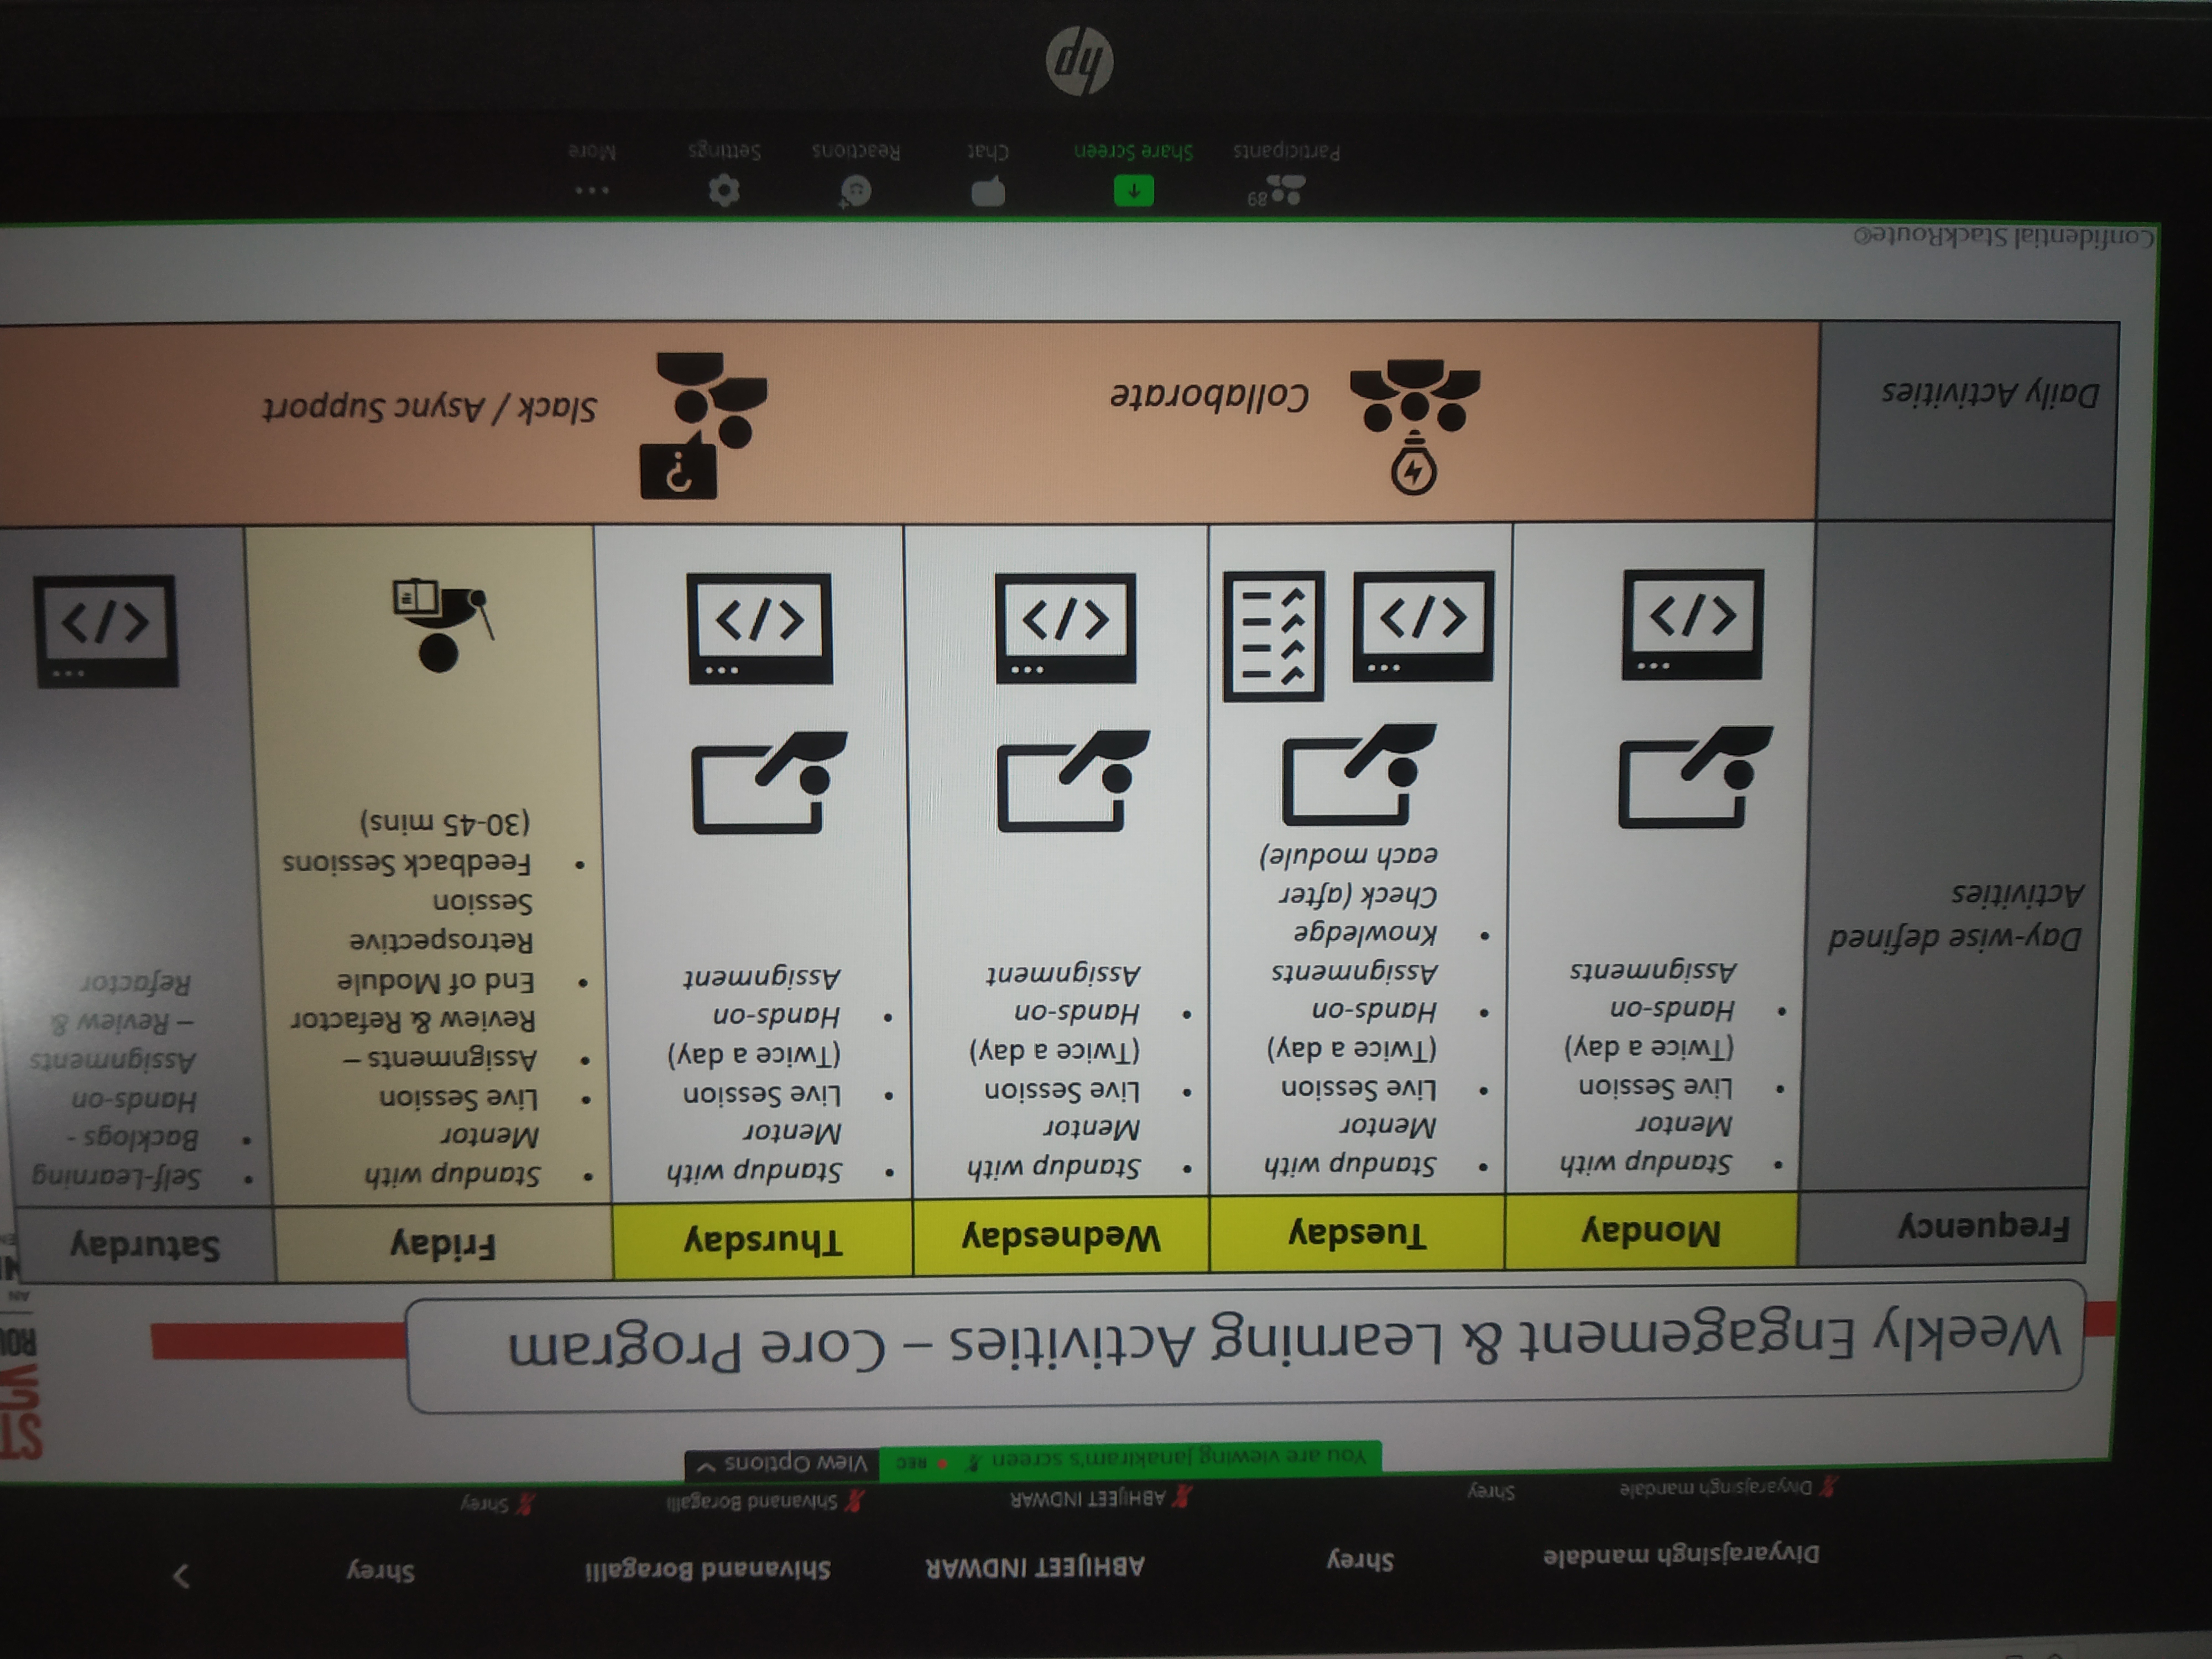 Divyarajsingh mandale
Shrey
ABHIJEET INDWAR
Shivanand Boragalli
Shrey
Divyarajsingh mandale
Shrey
ABHIJEET INDWAR
Shivanand Boragalli
Shrey
You are viewing Janakiram's screen
REC
View Options
ST
ROU
AN
Weekly Engagement & Learning Activities – Core Program
Frequency
Monday
Tuesday
Wednesday
Thursday
Friday
Saturday
Day-wise defined
Activities
• Standup with
Mentor
• Live Session
(Twice a day)
• Hands-on
Assignments
• Standup with
Mentor
• Live Session
(Twice a day)
• Hands-on
Assignments
• Knowledge
Check (after
each module)
• Standup with
Mentor
• Live Session
(Twice a day)
• Hands-on
Assignment
• Standup with
Mentor
• Live Session
(Twice a day)
• Hands-on
Assignment
• Standup with
Mentor
• Live Session
• Assignments –
Review & Refactor
• End of Module
Retrospective
Session
• Feedback Sessions
(30-45 mins)
• Self-Learning
• Backlogs -
Hands-on
Assignments
– Review &
Refactor
</>
</>
</>
</>
</>
Daily Activities
Collaborate
?
Slack / Async Support
Confidential StackRoute©
89
Participants
Share Screen
Chat
Reactions
Settings
More
hp